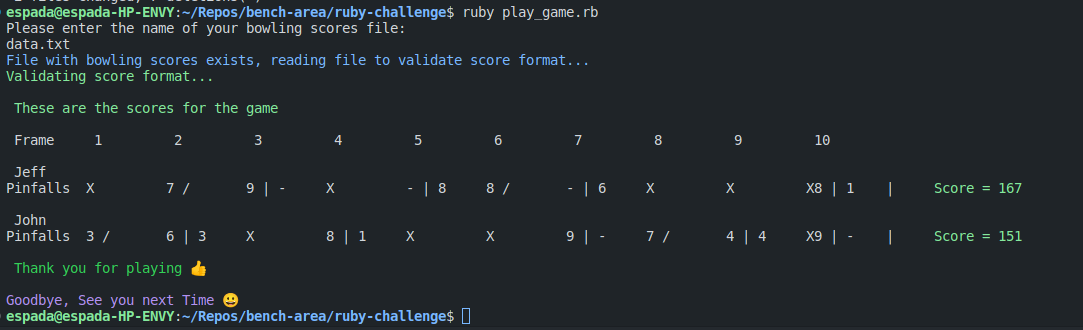 espada@espada-HP-ENVY:~/Repos/bench-area/ruby-challenge$ ruby play_game.rb
Please enter the name of your bowling scores file:
data.txt
File with bowling scores exists, reading file to validate score format...
Validating score format...
These are the scores for the game
Frame 1 2 3 4 5 6 7 8 9 10
Jeff
Pinfalls X 7 / 9 | - X - | 8 8 / - | 6 X X X8 | 1 | Score = 167
John
Pinfalls 3 / 6 | 3 X 8 | 1 X X 9 | - 7 / 4 | 4 X9 | - | Score = 151
Thank you for playing 👍
Goodbye, See you next Time 😀
espada@espada-HP-ENVY:~/Repos/bench-area/ruby-challenge$